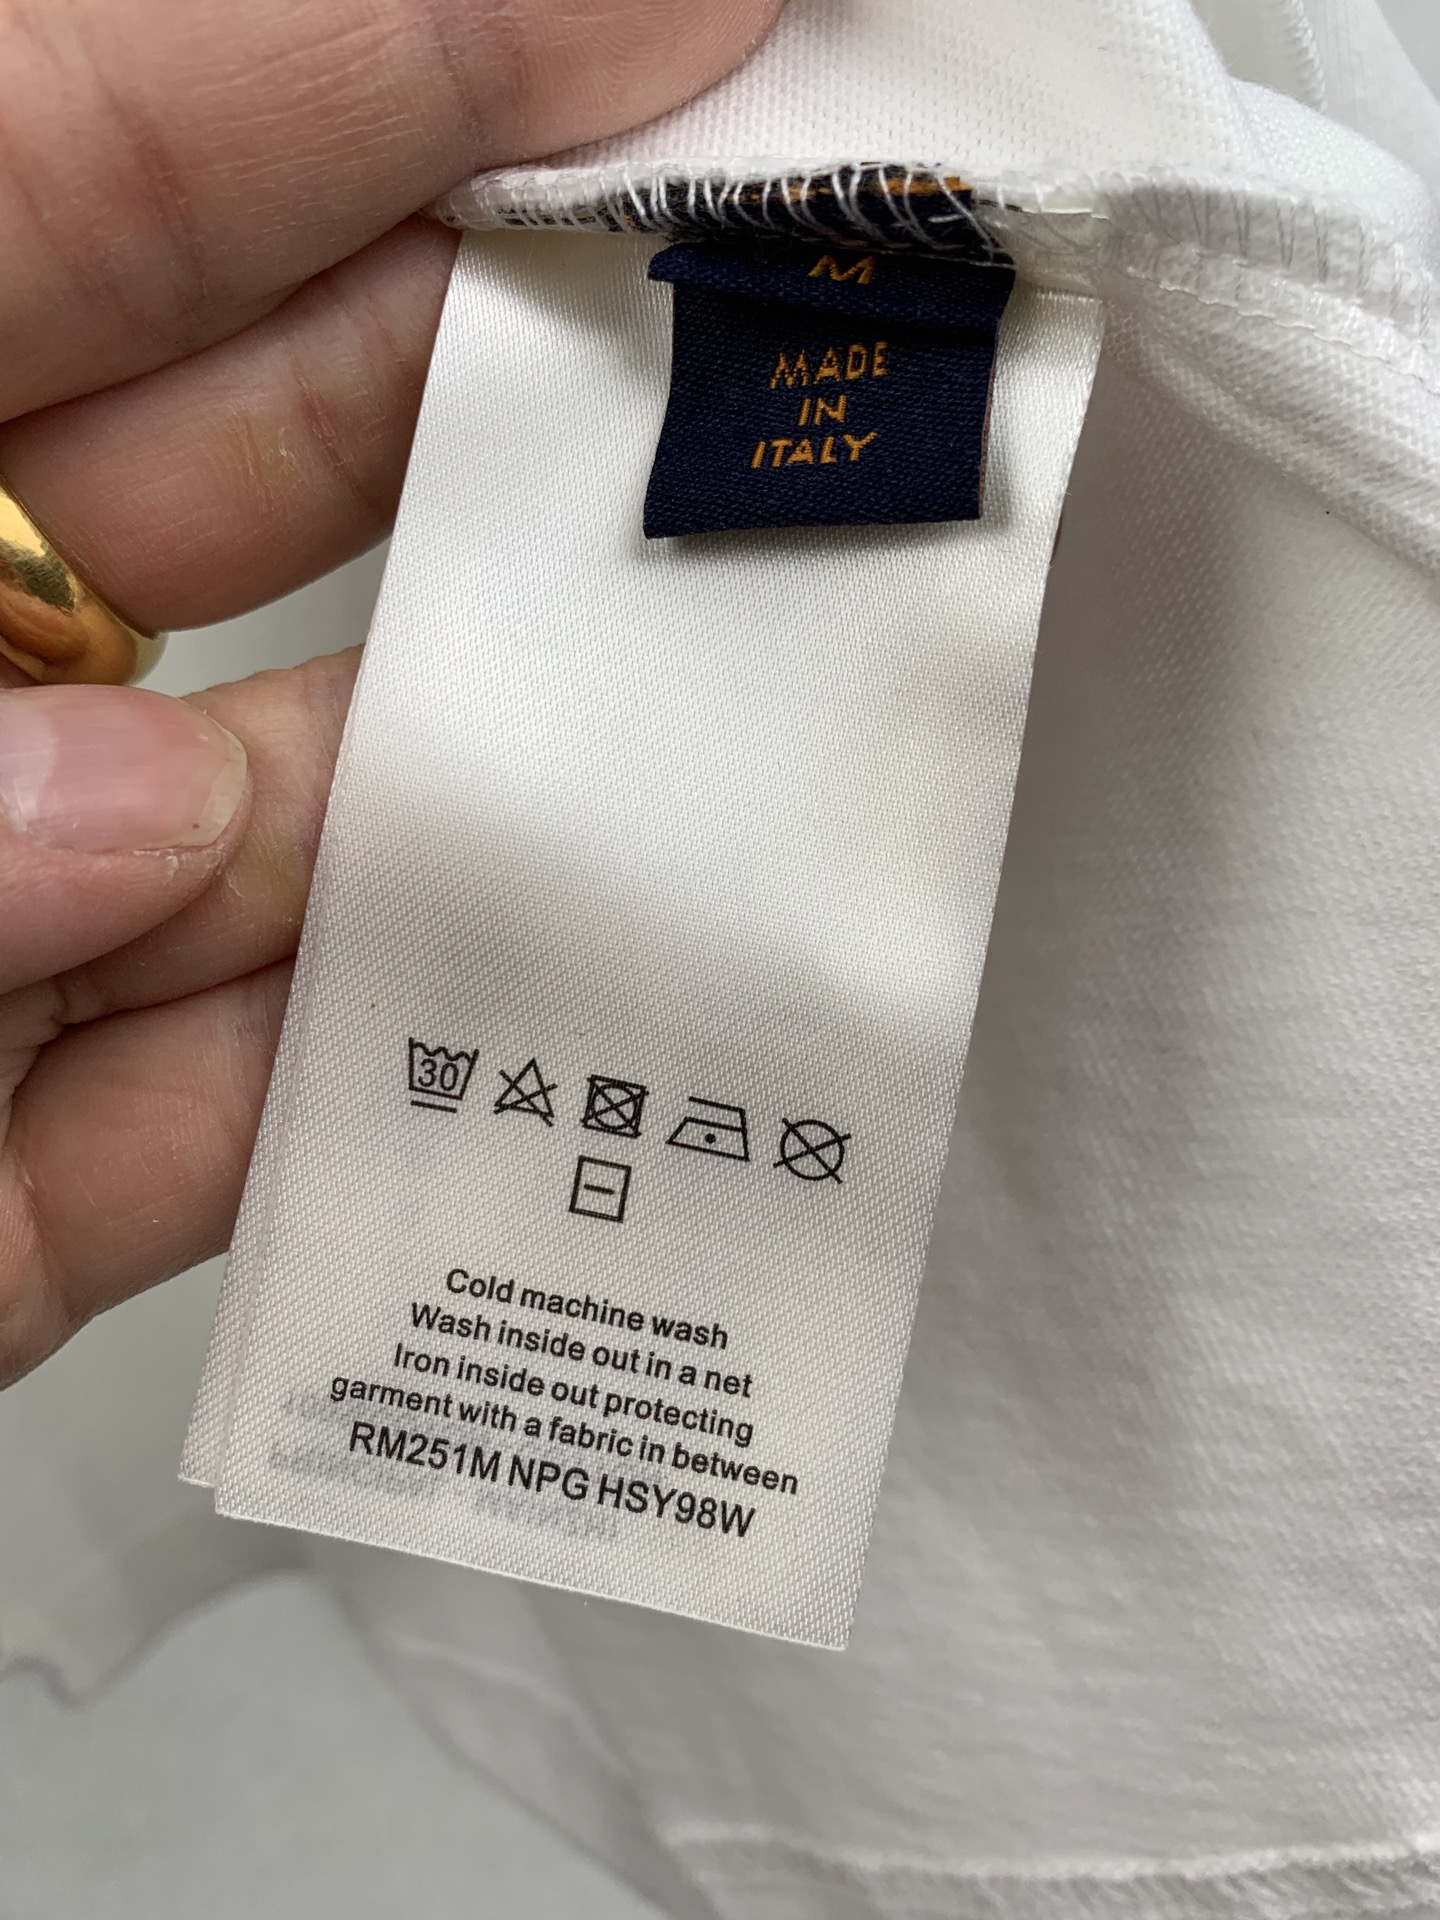 M
MADE
IN
ITALY
30
Cold machine wash
Wash inside out in a net
Iron inside out protecting
garment with a fabric in between
RM251M NPG HSY98W